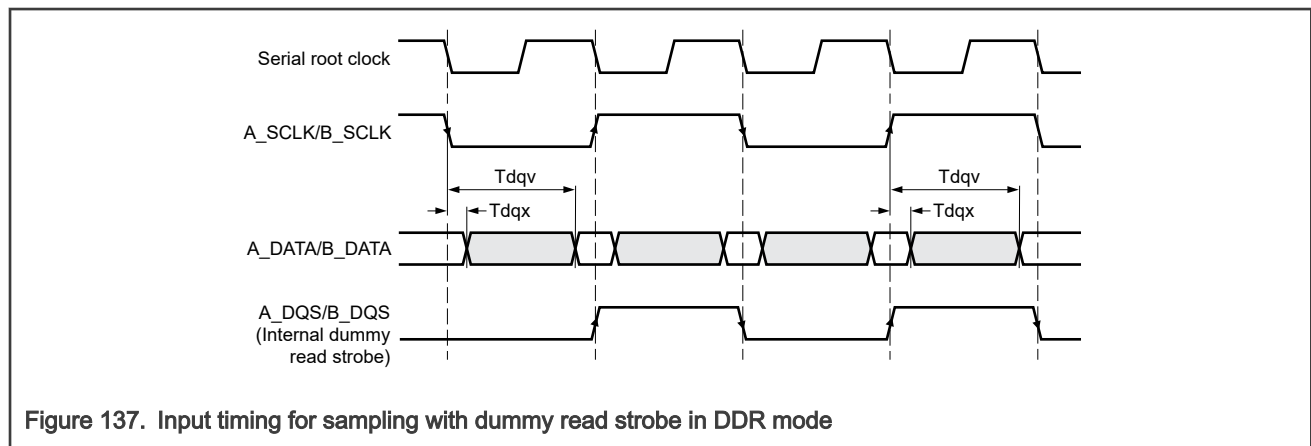 Serial root clock
A_SCLK/B_SCLK
Tdqv
Tdqv
Tdqx
Tdqx
A_DATA/B_DATA
A_DQS/B_DQS
(Internal dummy
read strobe)
Figure 137. Input timing for sampling with dummy read strobe in DDR mode